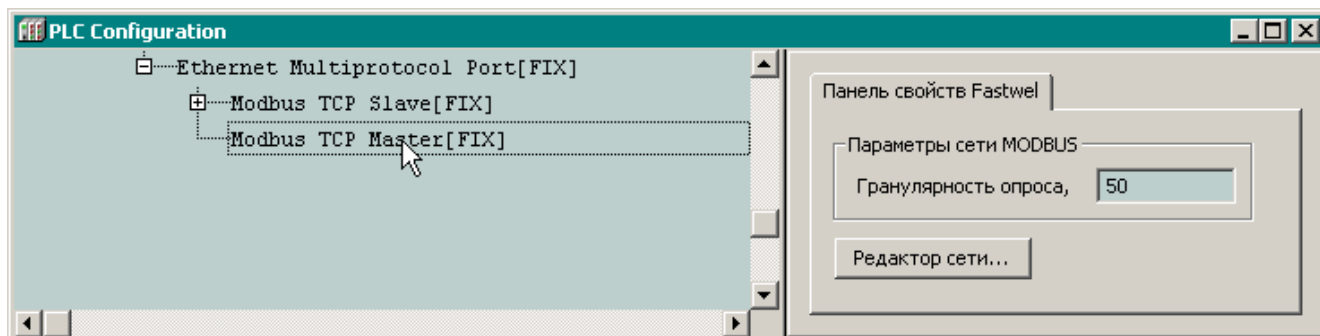 PLC Configuration
Ethernet Multiprotocol Port[FIX]
Modbus TCP Slave[FIX]
Modbus TCP Master[FIX]
Панель свойств Fastwel
Параметры сети MODBUS
Гранулярность опроса, 50
Редактор сети...